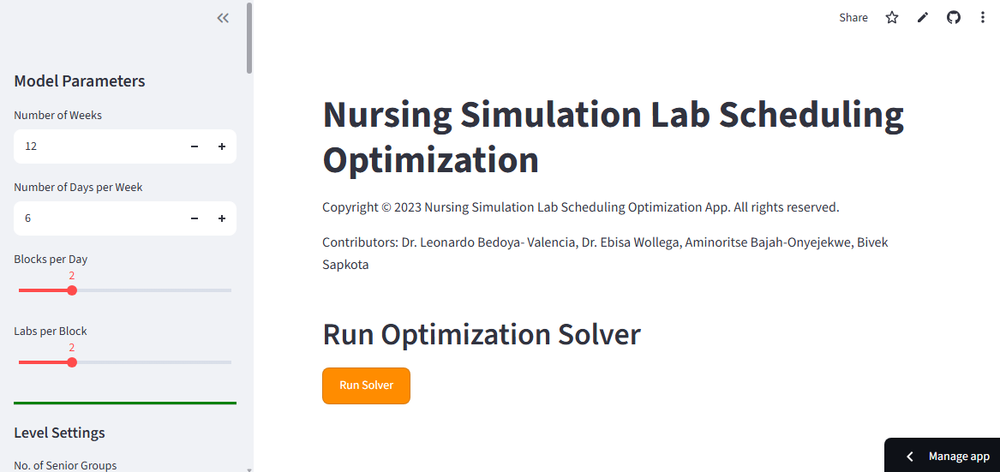 Share
Model Parameters
Number of Weeks
12
Number of Days per Week
6
Blocks per Day
2
Labs per Block
2
Level Settings
No. of Senior Groups
Nursing Simulation Lab Scheduling
Optimization
Copyright © 2023 Nursing Simulation Lab Scheduling Optimization App. All rights reserved.
Contributors: Dr. Leonardo Bedoya- Valencia, Dr. Ebisa Wollega, Aminoritse Bajah-Onyejekwe, Bivek
Sapkota
Run Optimization Solver
Run Solver
Manage app